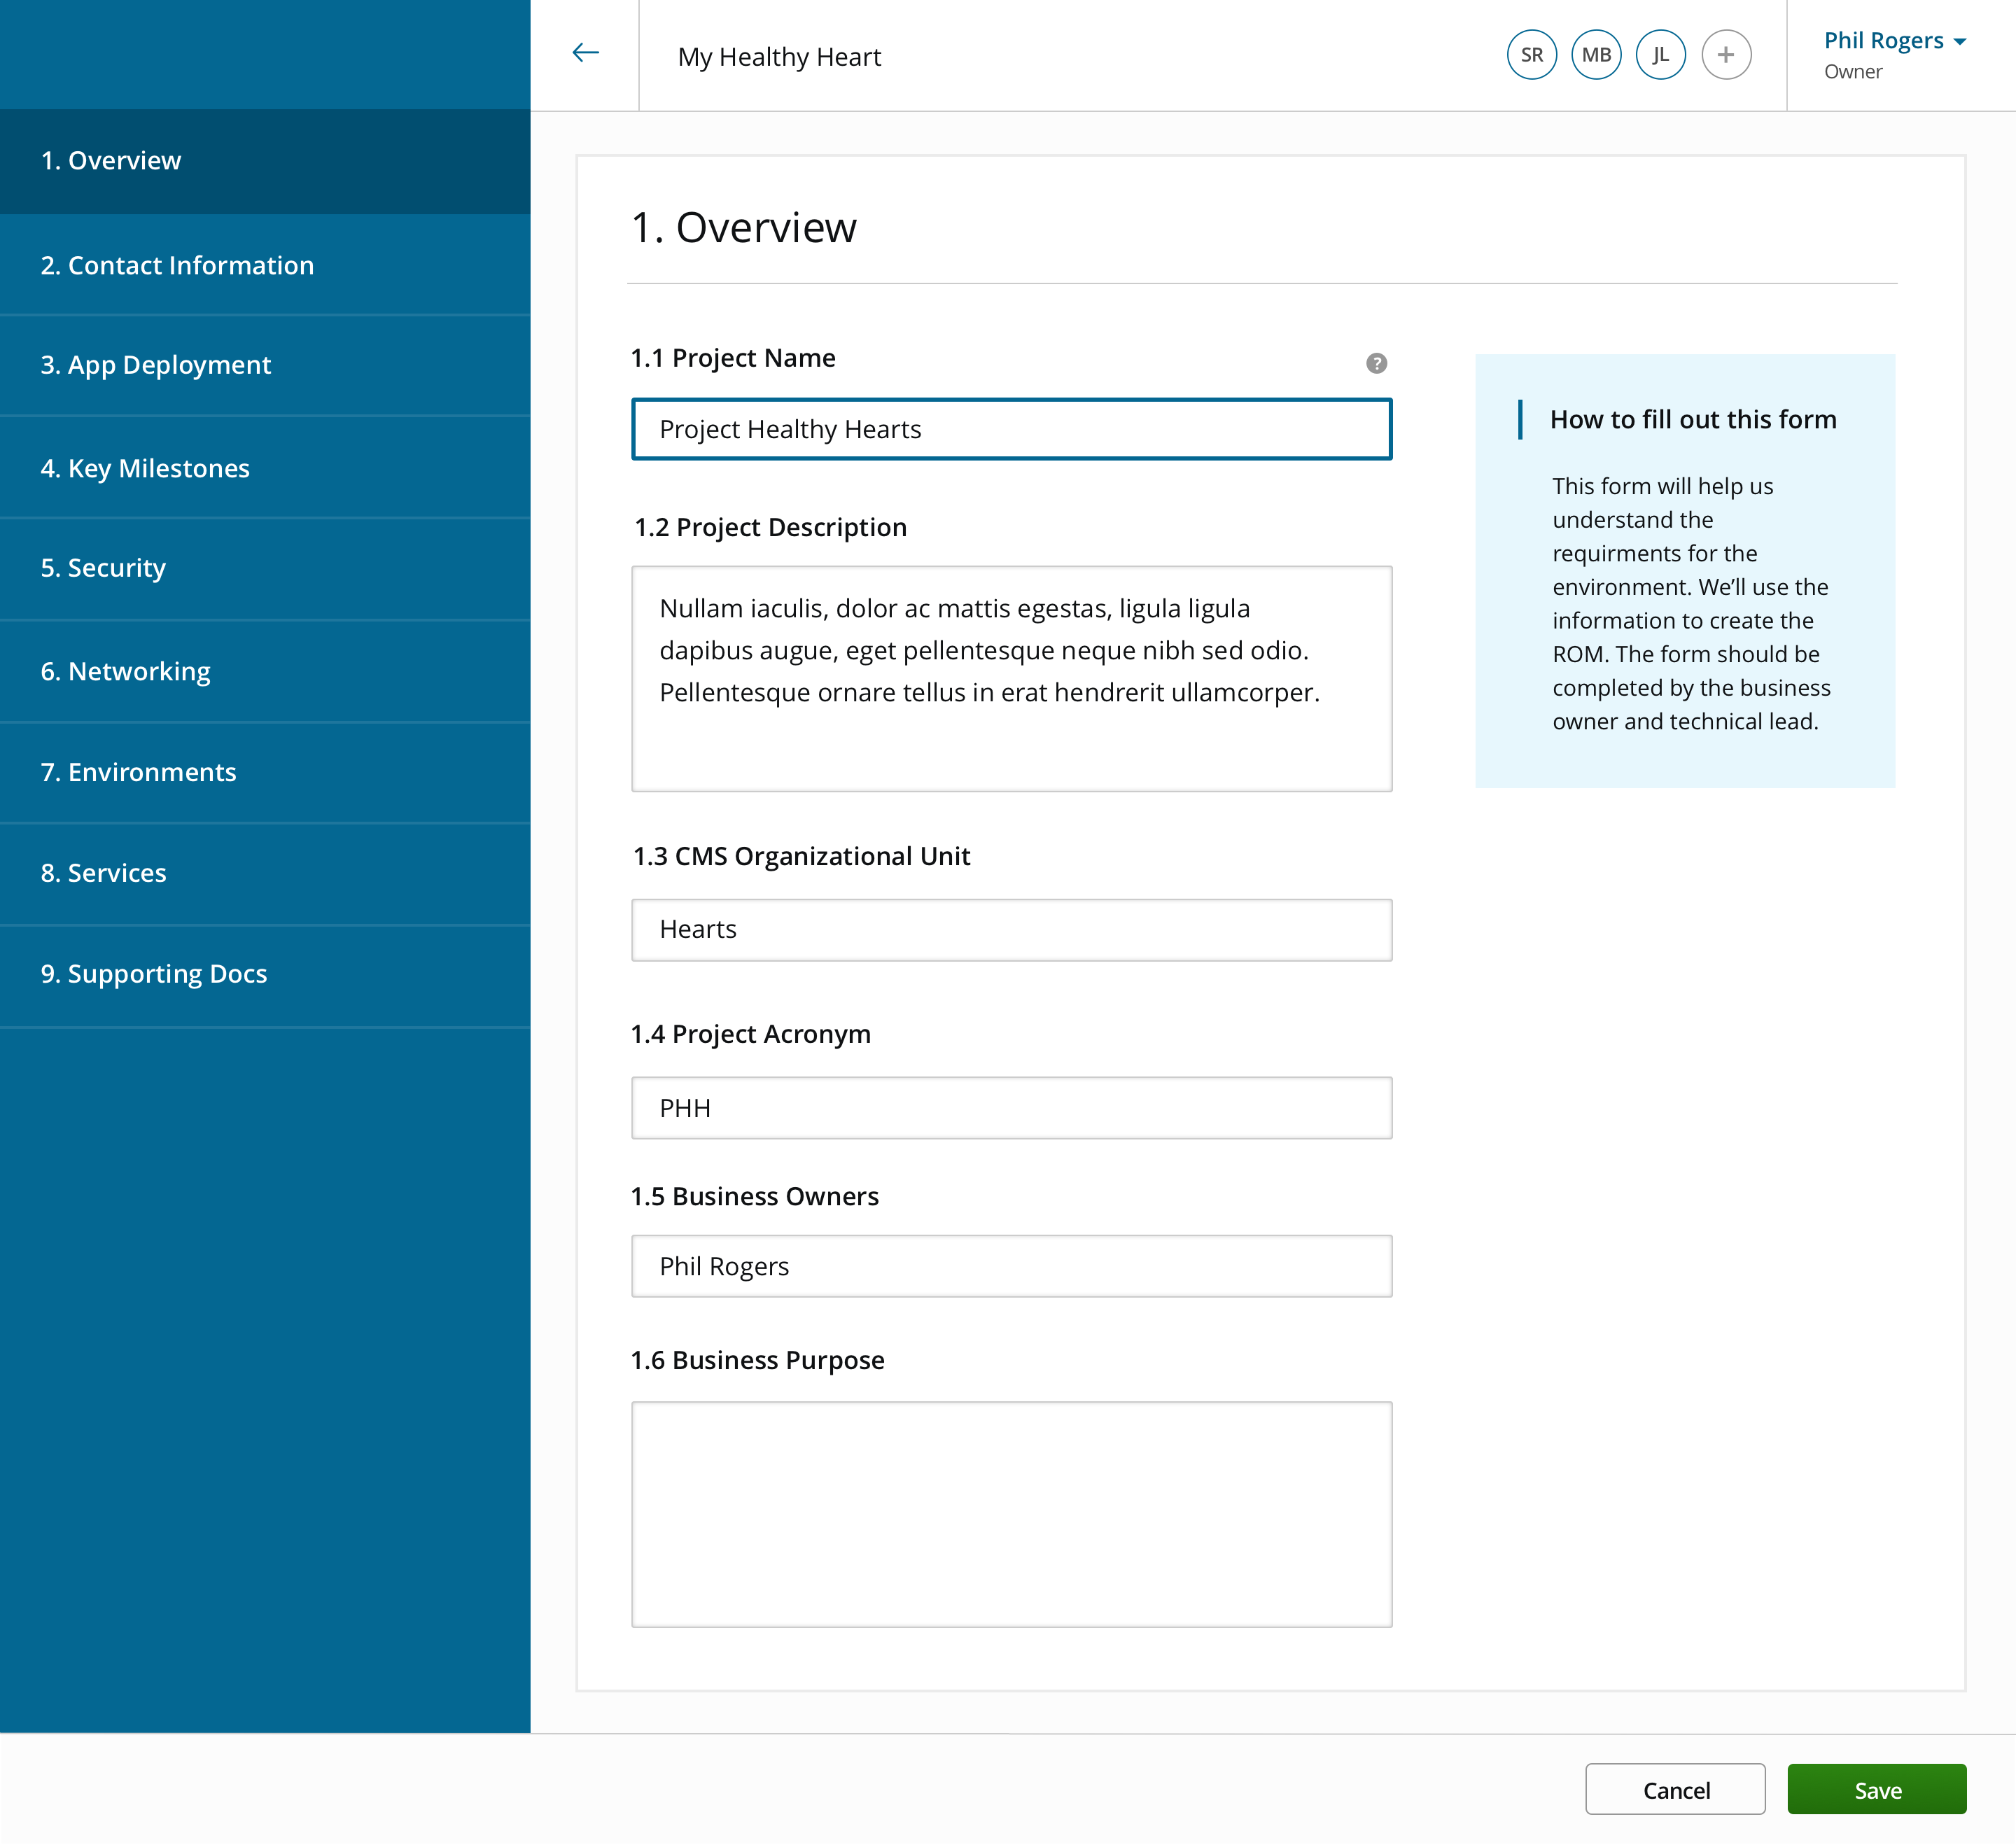 My Healthy Heart
SR
MB
JL
+
Phil Rogers
Owner
1. Overview
2. Contact Information
3. App Deployment
4. Key Milestones
5. Security
6. Networking
7. Environments
8. Services
9. Supporting Docs
1. Overview
1.1 Project Name
?
Project Healthy Hearts
1.2 Project Description
Nullam iaculis, dolor ac mattis egestas, ligula ligula
dapibus augue, eget pellentesque neque nibh sed odio.
Pellentesque ornare tellus in erat hendrerit ullamcorper.
1.3 CMS Organizational Unit
Hearts
1.4 Project Acronym
PHH
1.5 Business Owners
Phil Rogers
1.6 Business Purpose
How to fill out this form
This form will help us
understand the
requirments for the
environment. We’ll use the
information to create the
ROM. The form should be
completed by the business
owner and technical lead.
Cancel
Save